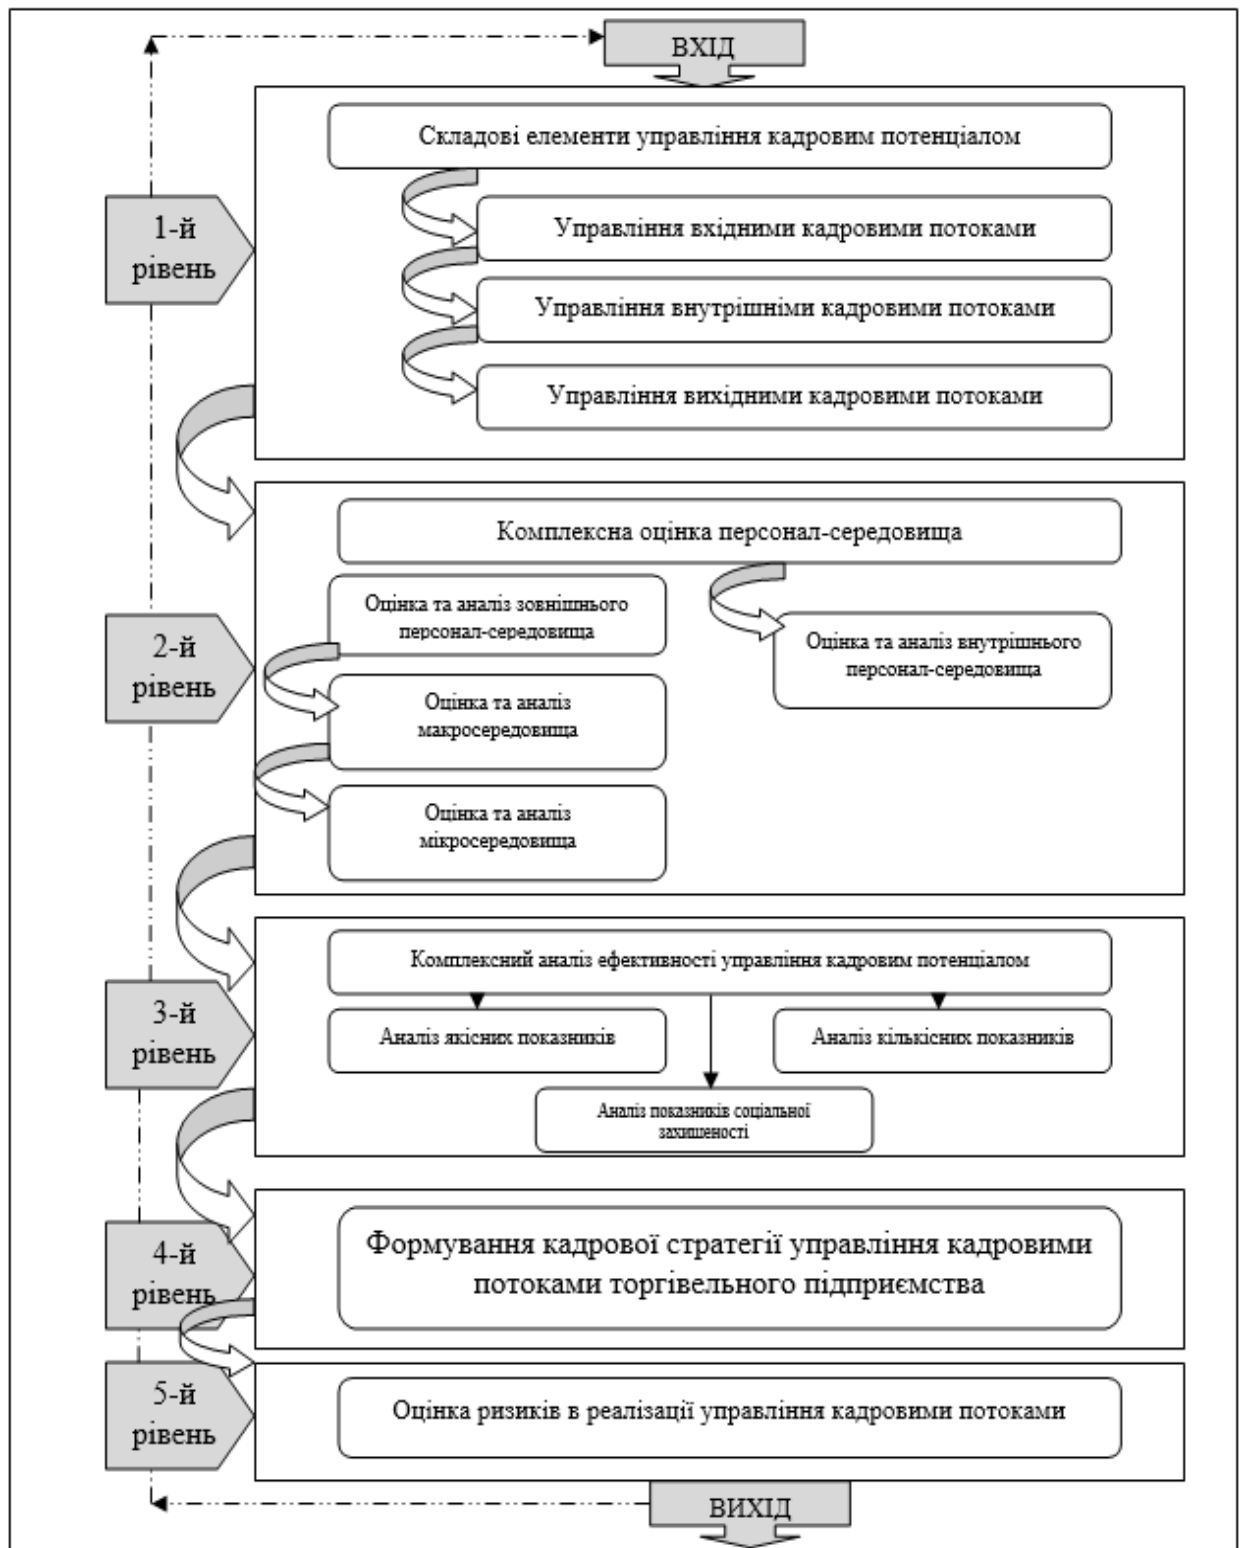 ВХІД
Складові елементи управління кадровим потенціалом
1-й
рівень
Управління вхідними кадровими потоками
Управління внутрішніми кадровими потоками
Управління вихідними кадровими потоками
Комплексна оцінка персонал-середовища
2-й
рівень
Оцінка та аналіз зовнішнього
персонал-середовища
Оцінка та аналіз внутрішнього
персонал-середовища
Оцінка та аналіз
макросередовища
Оцінка та аналіз
мікросередовища
3-й
рівень
Комплексний аналіз ефективності управління кадровим потенціалом
Аналіз якісних показників
Аналіз кількісних показників
Аналіз показників соціальної
захишеності
4-й
рівень
Формування кадрової стратегії управління кадровими
потоками торгівельного підприємства
5-й
рівень
Оцінка ризиків в реалізації управління кадровими потоками
ВИХІД